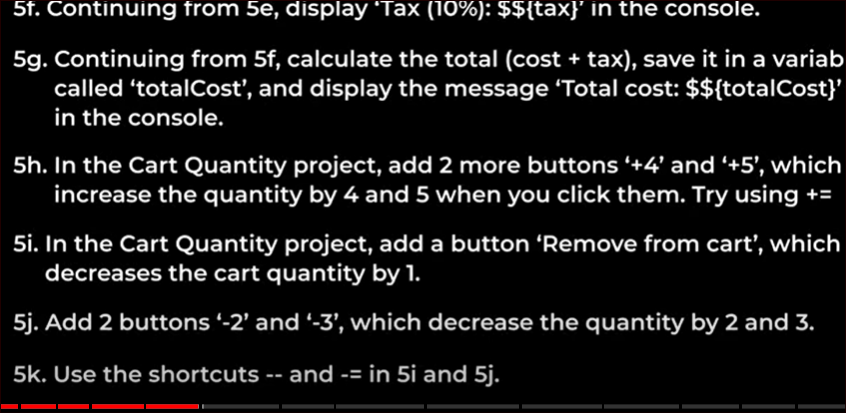 5f. Continuing from 5e, display ‘Tax (10%): $${tax}’ in the console.
5g. Continuing from 5f, calculate the total (cost + tax), save it in a variab
called ‘totalCost’, and display the message ‘Total cost: $${totalCost}’
in the console.
5h. In the Cart Quantity project, add 2 more buttons ‘+4’ and ‘+5’, which
increase the quantity by 4 and 5 when you click them. Try using +=
5i. In the Cart Quantity project, add a button ‘Remove from cart’, which
decreases the cart quantity by 1.
5j. Add 2 buttons ‘-2’ and ‘-3’, which decrease the quantity by 2 and 3.
5k. Use the shortcuts -- and -= in 5i and 5j.